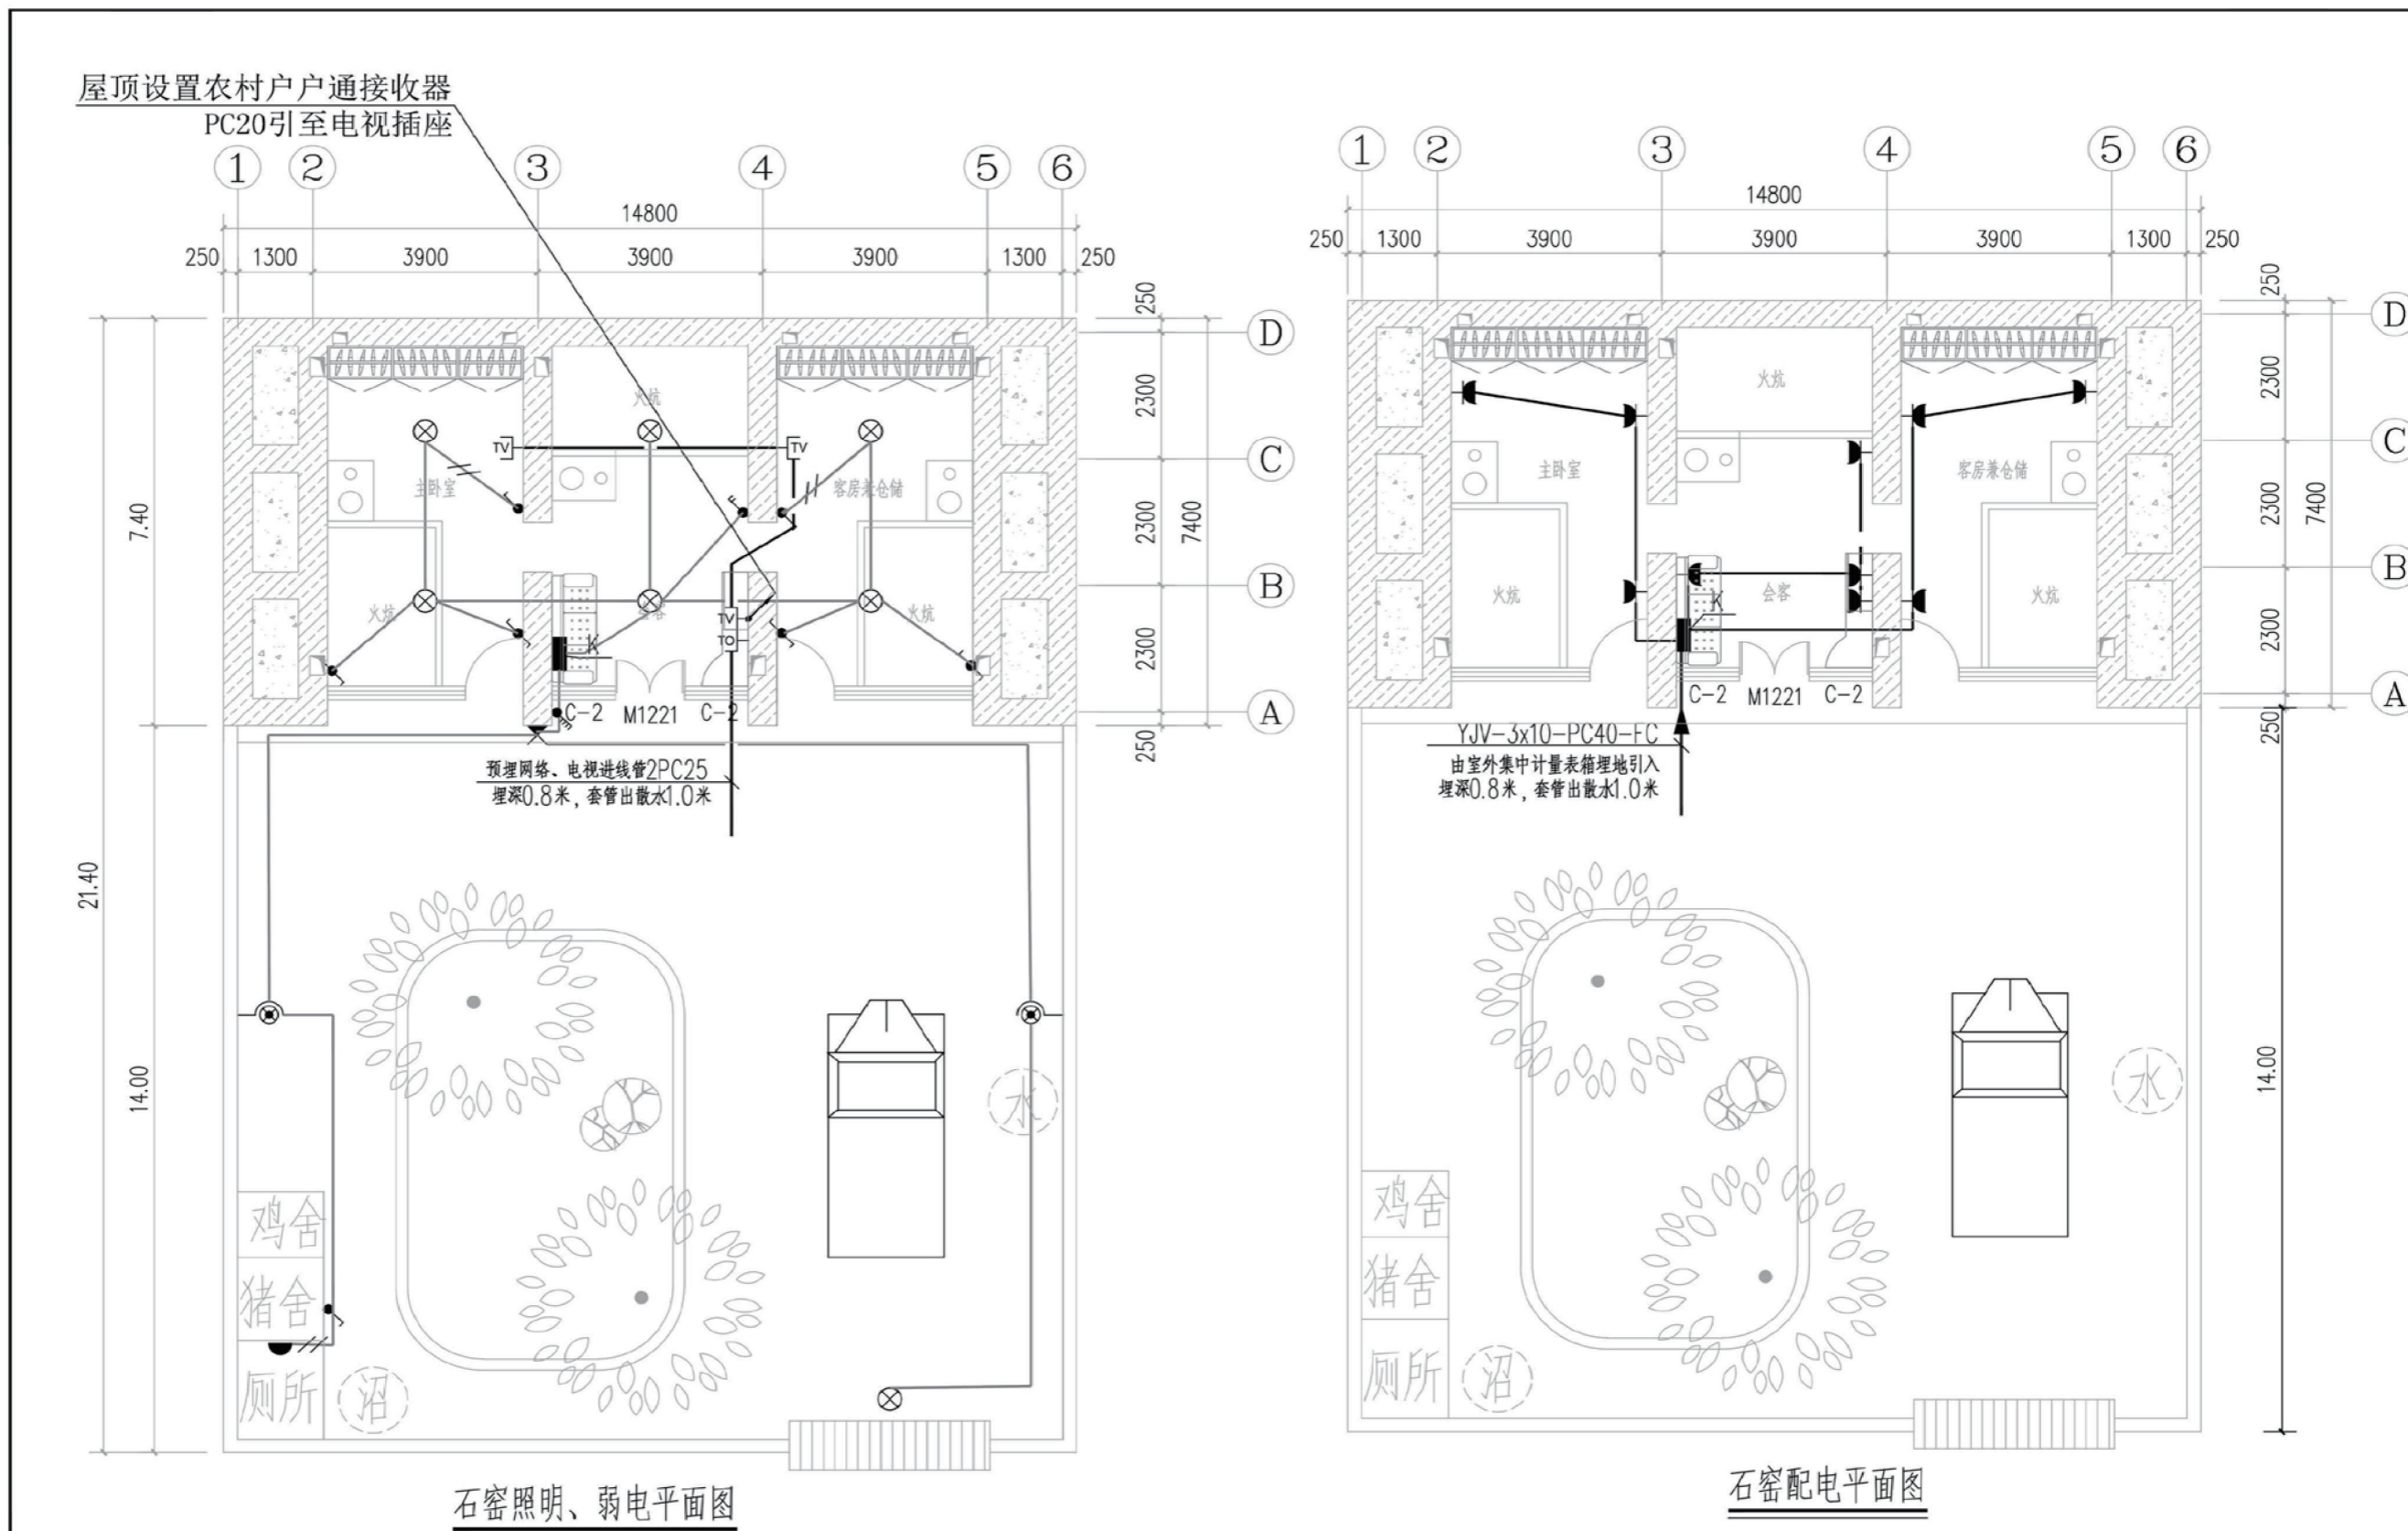 屋顶设置农村户户通接收器
PC20引至电视插座
1 2 3 4 5 6
14800
250 1300 3900 3900 3900 1300 250
250
2300
2300
2300
250
7400
D
C
B
A
7.40
21.40
14.00
火炕
TV
TV
主卧室
客房兼仓储
火炕
会客
火炕
TV
TO
K
C-2 M1221 C-2
预埋网络、电视进线管2PC25
埋深0.8米，套管出散水1.0米
水
鸡舍
猪舍
厕所
沼
石窑照明、弱电平面图
1 2 3 4 5 6
14800
250 1300 3900 3900 3900 1300 250
250
2300
2300
2300
250
7400
D
C
B
A
14.00
火炕
主卧室
客房兼仓储
火炕
会客
火炕
K
C-2 M1221 C-2
YJV-3x10-PC40-FC
由室外集中计量表箱埋地引入
埋深0.8米，套管出散水1.0米
水
鸡舍
猪舍
厕所
沼
石窑配电平面图